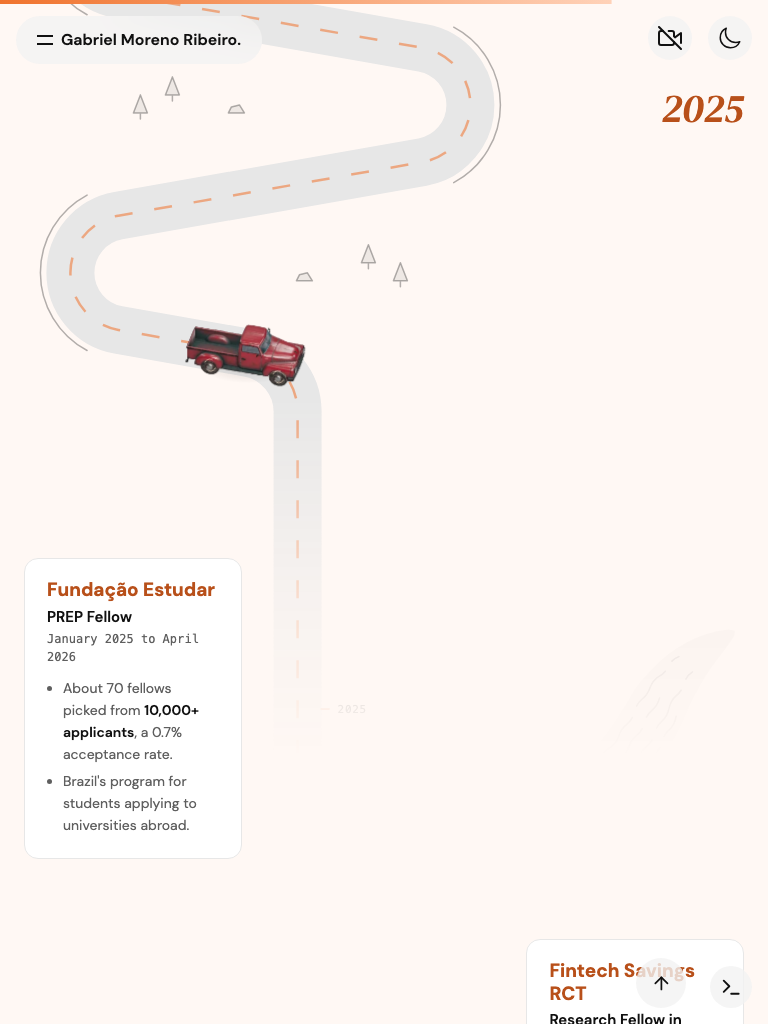 Gabriel Moreno Ribeiro.
2025
Fundação Estudar
PREP Fellow
January 2025 to April
2026
• About 70 fellows
picked from 10,000+
applicants, a 0.7%
acceptance rate.
• Brazil's program for
students applying to
universities abroad.
2025
Fintech Savings
RCT
Research Fellow in